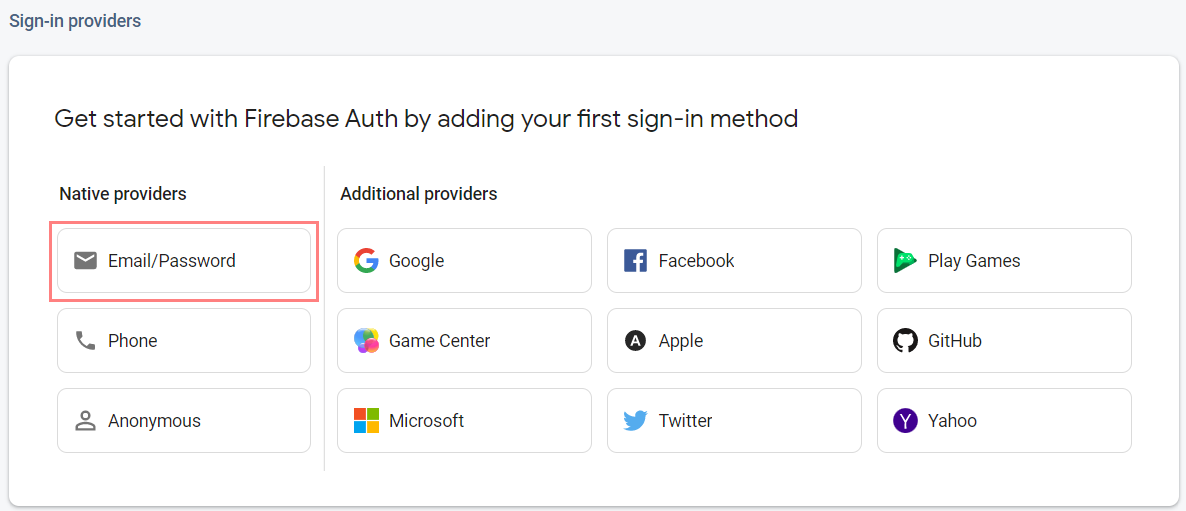 Sign-in providers
Get started with Firebase Auth by adding your first sign-in method
Native providers
Additional providers
Email/Password
Google
Facebook
Play Games
Phone
Game Center
Apple
GitHub
Anonymous
Microsoft
Twitter
Yahoo